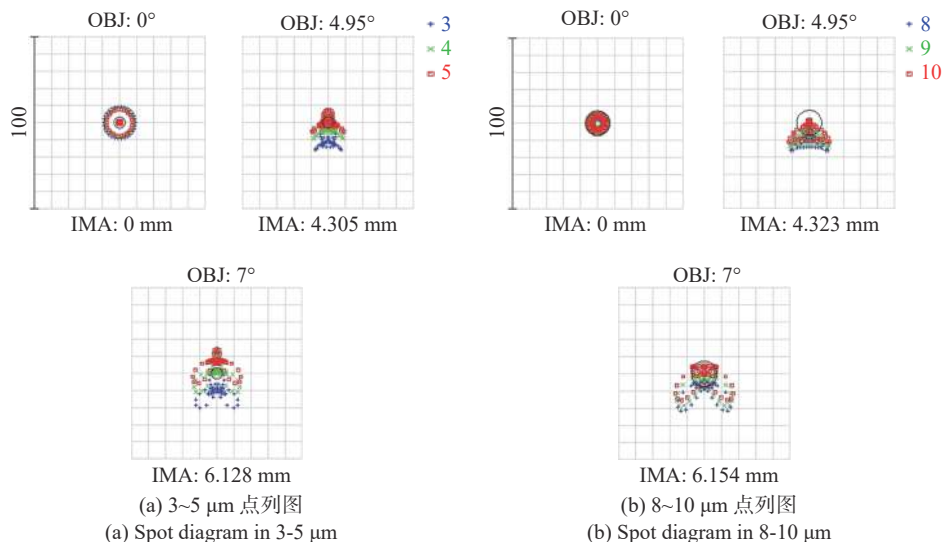 OBJ: 0°
OBJ: 4.95°
+ 3
× 4
5
100
IMA: 0 mm
IMA: 4.305 mm
OBJ: 7°
IMA: 6.128 mm
(a) 3~5 μm 点列图
(a) Spot diagram in 3-5 μm
OBJ: 0°
OBJ: 4.95°
+ 8
× 9
10
100
IMA: 0 mm
IMA: 4.323 mm
OBJ: 7°
IMA: 6.154 mm
(b) 8~10 μm 点列图
(b) Spot diagram in 8-10 μm